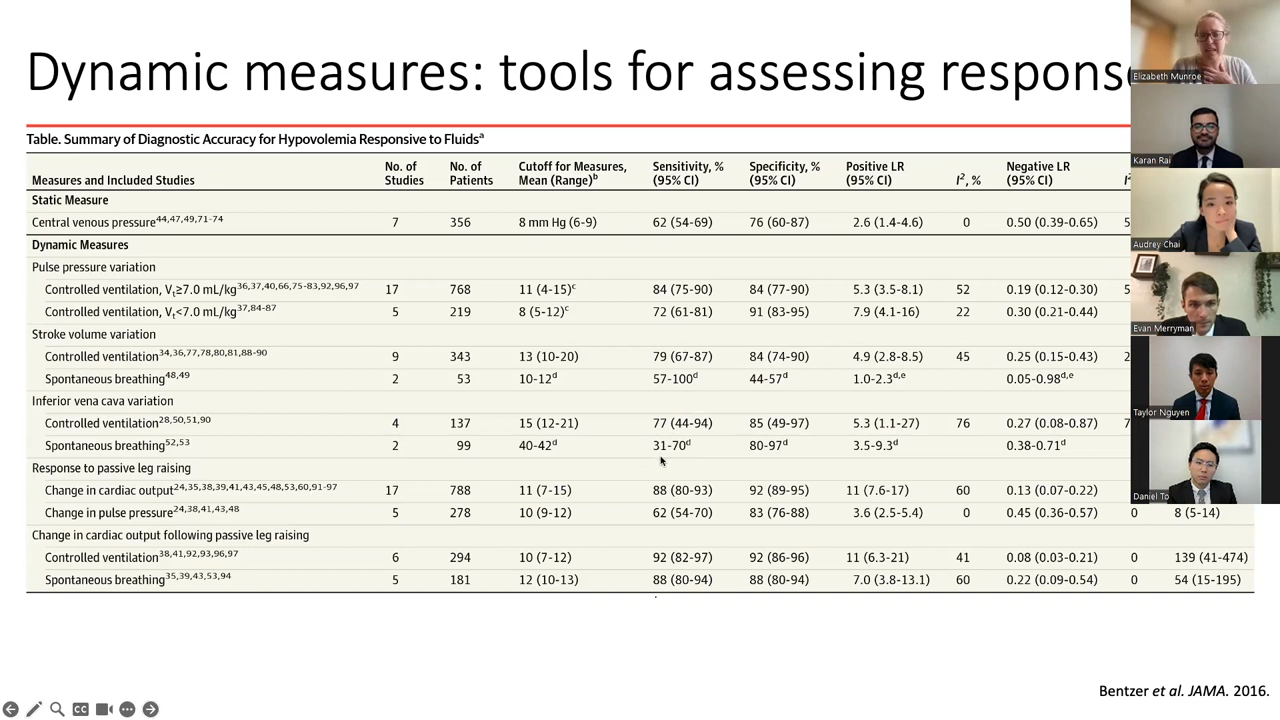 Dynamic measures: tools for assessing respons
Table. Summary of Diagnostic Accuracy for Hypovolemia Responsive to Fluidsᵃ
Measures and Included Studies No. of Studies No. of Patients Cutoff for Measures, Mean (Range)ᵇ Sensitivity, % (95% CI) Specificity, % (95% CI) Positive LR (95% CI) I², % Negative LR (95% CI)
Static Measure
Central venous pressure44,47,49,71-74 7 356 8 mm Hg (6-9) 62 (54-69) 76 (60-87) 2.6 (1.4-4.6) 0 0.50 (0.39-0.65) 5
Dynamic Measures
Pulse pressure variation
Controlled ventilation, Vt≥7.0 mL/kg36,37,40,66,75-83,92,96,97 17 768 11 (4-15)ᶜ 84 (75-90) 84 (77-90) 5.3 (3.5-8.1) 52 0.19 (0.12-0.30) 5
Controlled ventilation, Vt<7.0 mL/kg37,84-87 5 219 8 (5-12)ᶜ 72 (61-81) 91 (83-95) 7.9 (4.1-16) 22 0.30 (0.21-0.44)
Stroke volume variation
Controlled ventilation34,36,77,78,80,81,88-90 9 343 13 (10-20) 79 (67-87) 84 (74-90) 4.9 (2.8-8.5) 45 0.25 (0.15-0.43) 2
Spontaneous breathing48,49 2 53 10-12ᵈ 57-100ᵈ 44-57ᵈ 1.0-2.3ᵈ,ᵉ 0.05-0.98ᵈ,ᵉ
Inferior vena cava variation
Controlled ventilation28,50,51,90 4 137 15 (12-21) 77 (44-94) 85 (49-97) 5.3 (1.1-27) 76 0.27 (0.08-0.87) 7
Spontaneous breathing52,53 2 99 40-42ᵈ 31-70ᵈ 80-97ᵈ 3.5-9.3ᵈ 0.38-0.71ᵈ
Response to passive leg raising
Change in cardiac output24,35,38,39,41,43,45,48,53,60,91-97 17 788 11 (7-15) 88 (80-93) 92 (89-95) 11 (7.6-17) 60 0.13 (0.07-0.22)
Change in pulse pressure24,38,41,43,48 5 278 10 (9-12) 62 (54-70) 83 (76-88) 3.6 (2.5-5.4) 0 0.45 (0.36-0.57) 0 8 (5-14)
Change in cardiac output following passive leg raising
Controlled ventilation38,41,92,93,96,97 6 294 10 (7-12) 92 (82-97) 92 (86-96) 11 (6.3-21) 41 0.08 (0.03-0.21) 0 139 (41-474)
Spontaneous breathing35,39,43,53,94 5 181 12 (10-13) 88 (80-94) 88 (80-94) 7.0 (3.8-13.1) 60 0.22 (0.09-0.54) 0 54 (15-195)
Bentzer et al. JAMA. 2016.
Elizabeth Munroe
Karan Rai
Audrey Chai
Evan Merryman
Taylor Nguyen
Daniel To
CC